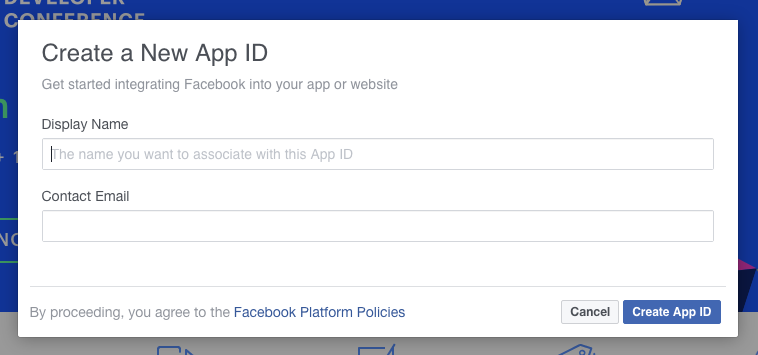 DEVELOPER
CONFERENCE
Create a New App ID
Get started integrating Facebook into your app or website
Display Name
The name you want to associate with this App ID
Contact Email
By proceeding, you agree to the Facebook Platform Policies
Cancel
Create App ID